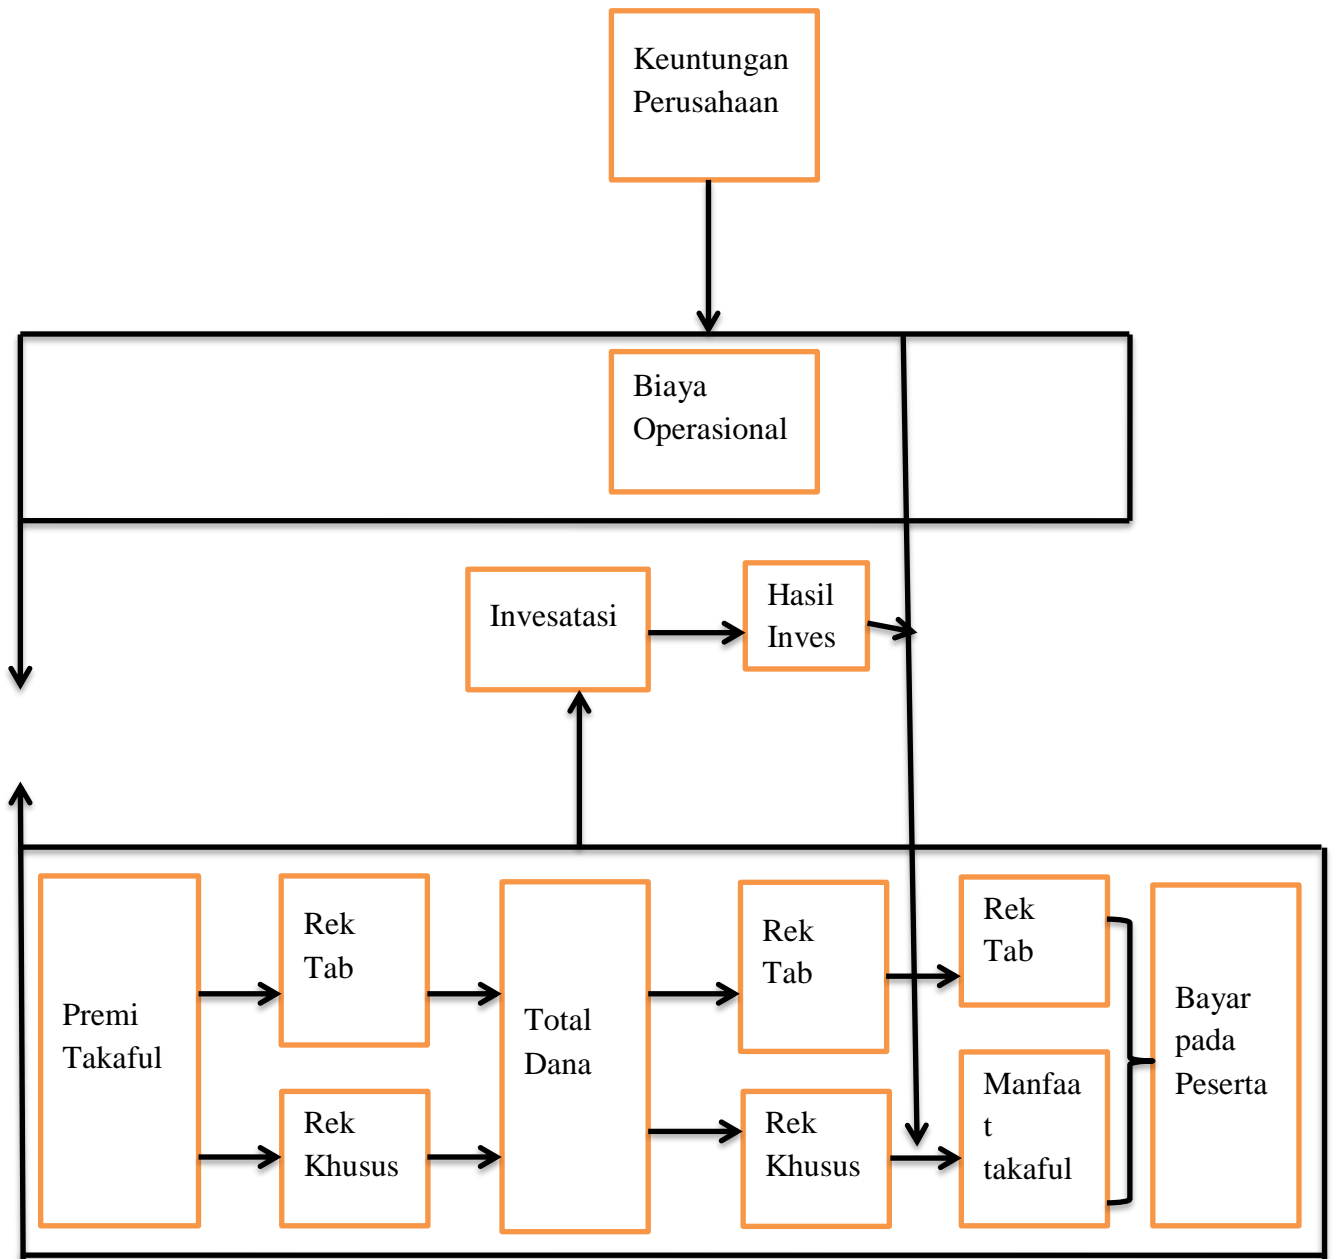 Keuntungan
Perusahaan
Biaya
Operasional
Invesatasi
Hasil
Inves
Premi
Takaful
Rek
Tab
Rek
Khusus
Total
Dana
Rek
Tab
Rek
Khusus
Rek
Tab
Manfaa
t
takaful
Bayar
pada
Peserta